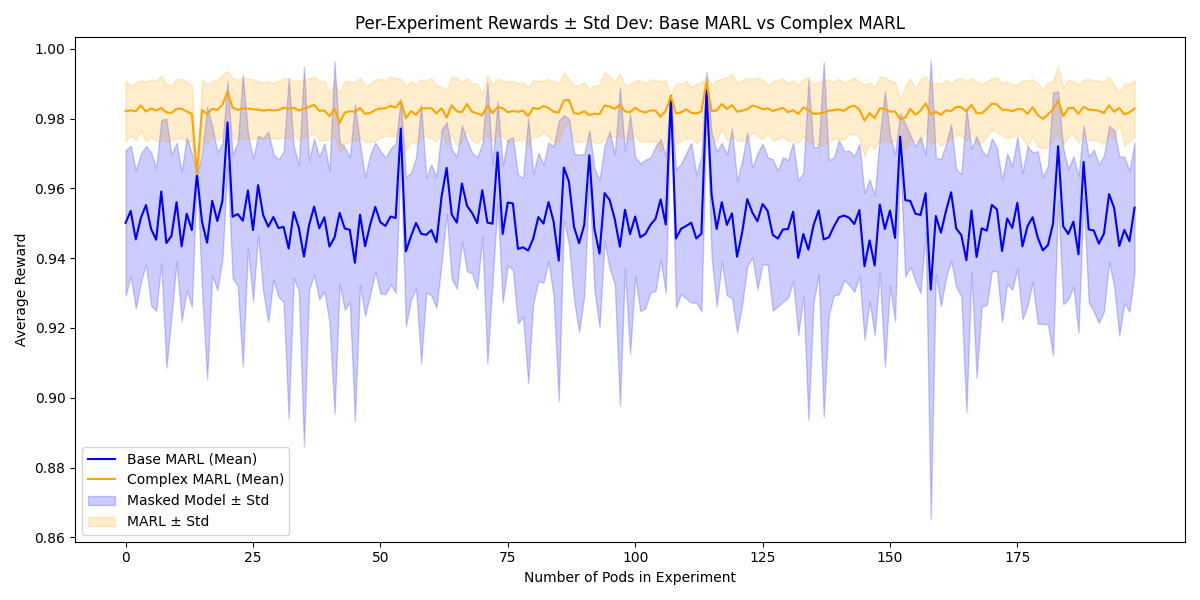 Per-Experiment Rewards ± Std Dev: Base MARL vs Complex MARL
1.00
0.98
0.96
0.94
0.92
0.90
0.88
0.86
Average Reward
Base MARL (Mean)
Complex MARL (Mean)
Masked Model ± Std
MARL ± Std
0 25 50 75 100 125 150 175
Number of Pods in Experiment